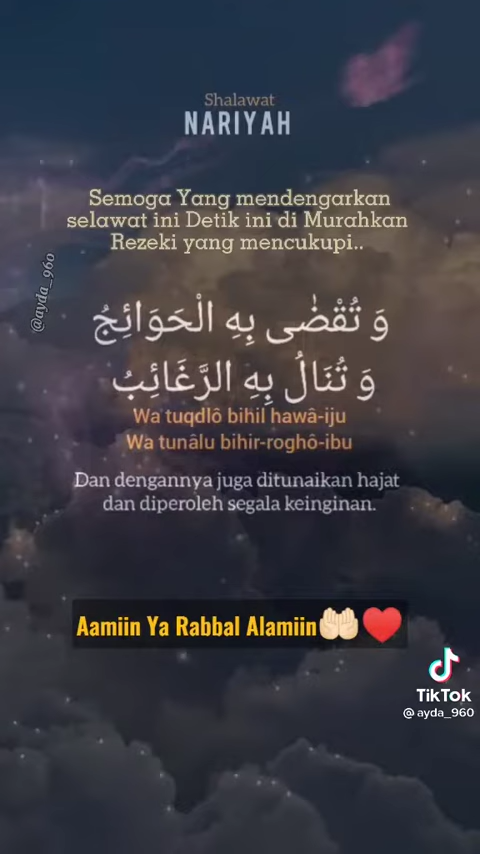 Shalawat
NARIYAH
Semoga Yang mendengarkan
selawat ini Detik ini di Murahkan
Rezeki yang mencukupi..
@ayda_960
وَ تُقْضٰى بِهِ الْحَوَائِجُ
وَ تُنَالُ بِهِ الرَّغَائِبُ
Wa tuqdlô bihil hawâ-iju
Wa tunâlu bihir-roghô-ibu
Dan dengannya juga ditunaikan hajat
dan diperoleh segala keinginan.
Aamiin Ya Rabbal Alamiin🤲🏻❤️
TikTok
@ayda_960